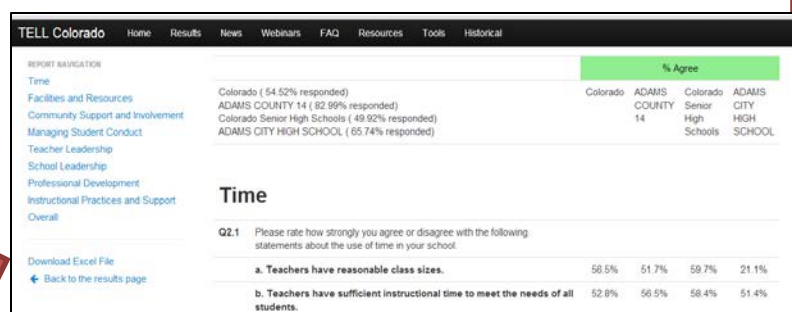 TELL Colorado Home Results News Webinars FAQ Resources Tools Historical
REPORT NAVIGATION
Time
Facilities and Resources
Community Support and Involvement
Managing Student Conduct
Teacher Leadership
School Leadership
Professional Development
Instructional Practices and Support
Overall
Download Excel File
Back to the results page
% Agree
Colorado ( 54.52% responded)
ADAMS COUNTY 14 ( 82.99% responded)
Colorado Senior High Schools ( 49.92% responded)
ADAMS CITY HIGH SCHOOL ( 65.74% responded)
Colorado
ADAMS
COUNTY
14
Colorado
Senior
High
Schools
ADAMS
CITY
HIGH
SCHOOL
Time
Q2.1 Please rate how strongly you agree or disagree with the following
statements about the use of time in your school.
a. Teachers have reasonable class sizes. 56.5% 51.7% 59.7% 21.1%
b. Teachers have sufficient instructional time to meet the needs of all
students. 52.8% 56.5% 58.4% 51.4%